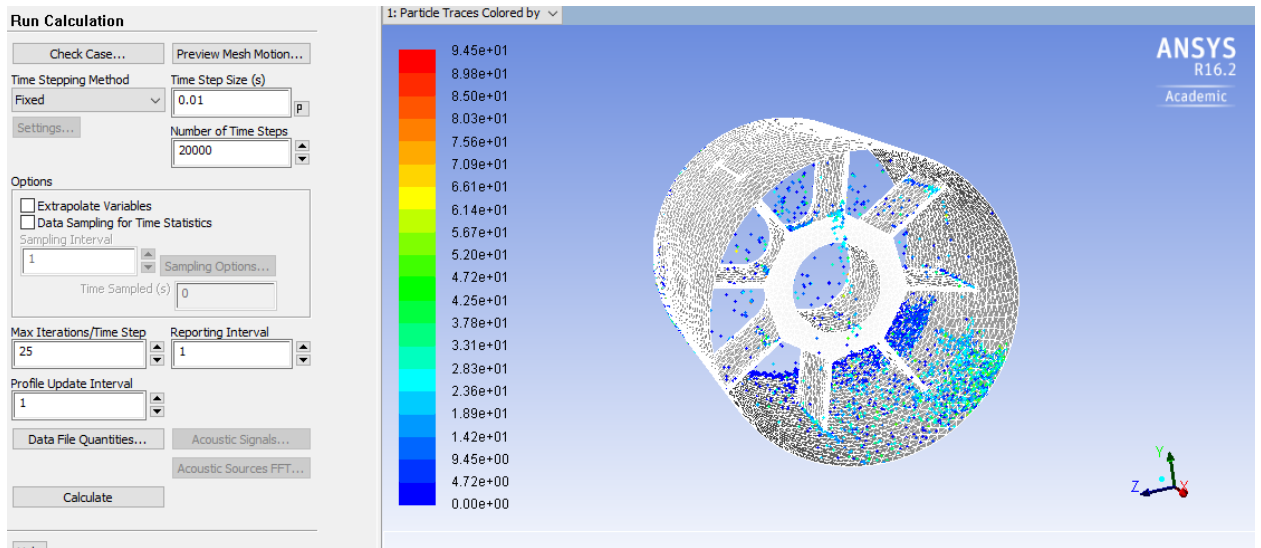 Run Calculation
Check Case... Preview Mesh Motion...
Time Stepping Method Time Step Size (s)
Fixed 0.01 P
Settings... Number of Time Steps
20000
Options
Extrapolate Variables
Data Sampling for Time Statistics
Sampling Interval
1 Sampling Options...
Time Sampled (s) 0
Max Iterations/Time Step Reporting Interval
25 1
Profile Update Interval
1
Data File Quantities... Acoustic Signals...
Acoustic Sources FFT...
Calculate
1: Particle Traces Colored by
9.45e+01
8.98e+01
8.50e+01
8.03e+01
7.56e+01
7.09e+01
6.61e+01
6.14e+01
5.67e+01
5.20e+01
4.72e+01
4.25e+01
3.78e+01
3.31e+01
2.83e+01
2.36e+01
1.89e+01
1.42e+01
9.45e+00
4.72e+00
0.00e+00
ANSYS
R16.2
Academic
Y
Z X